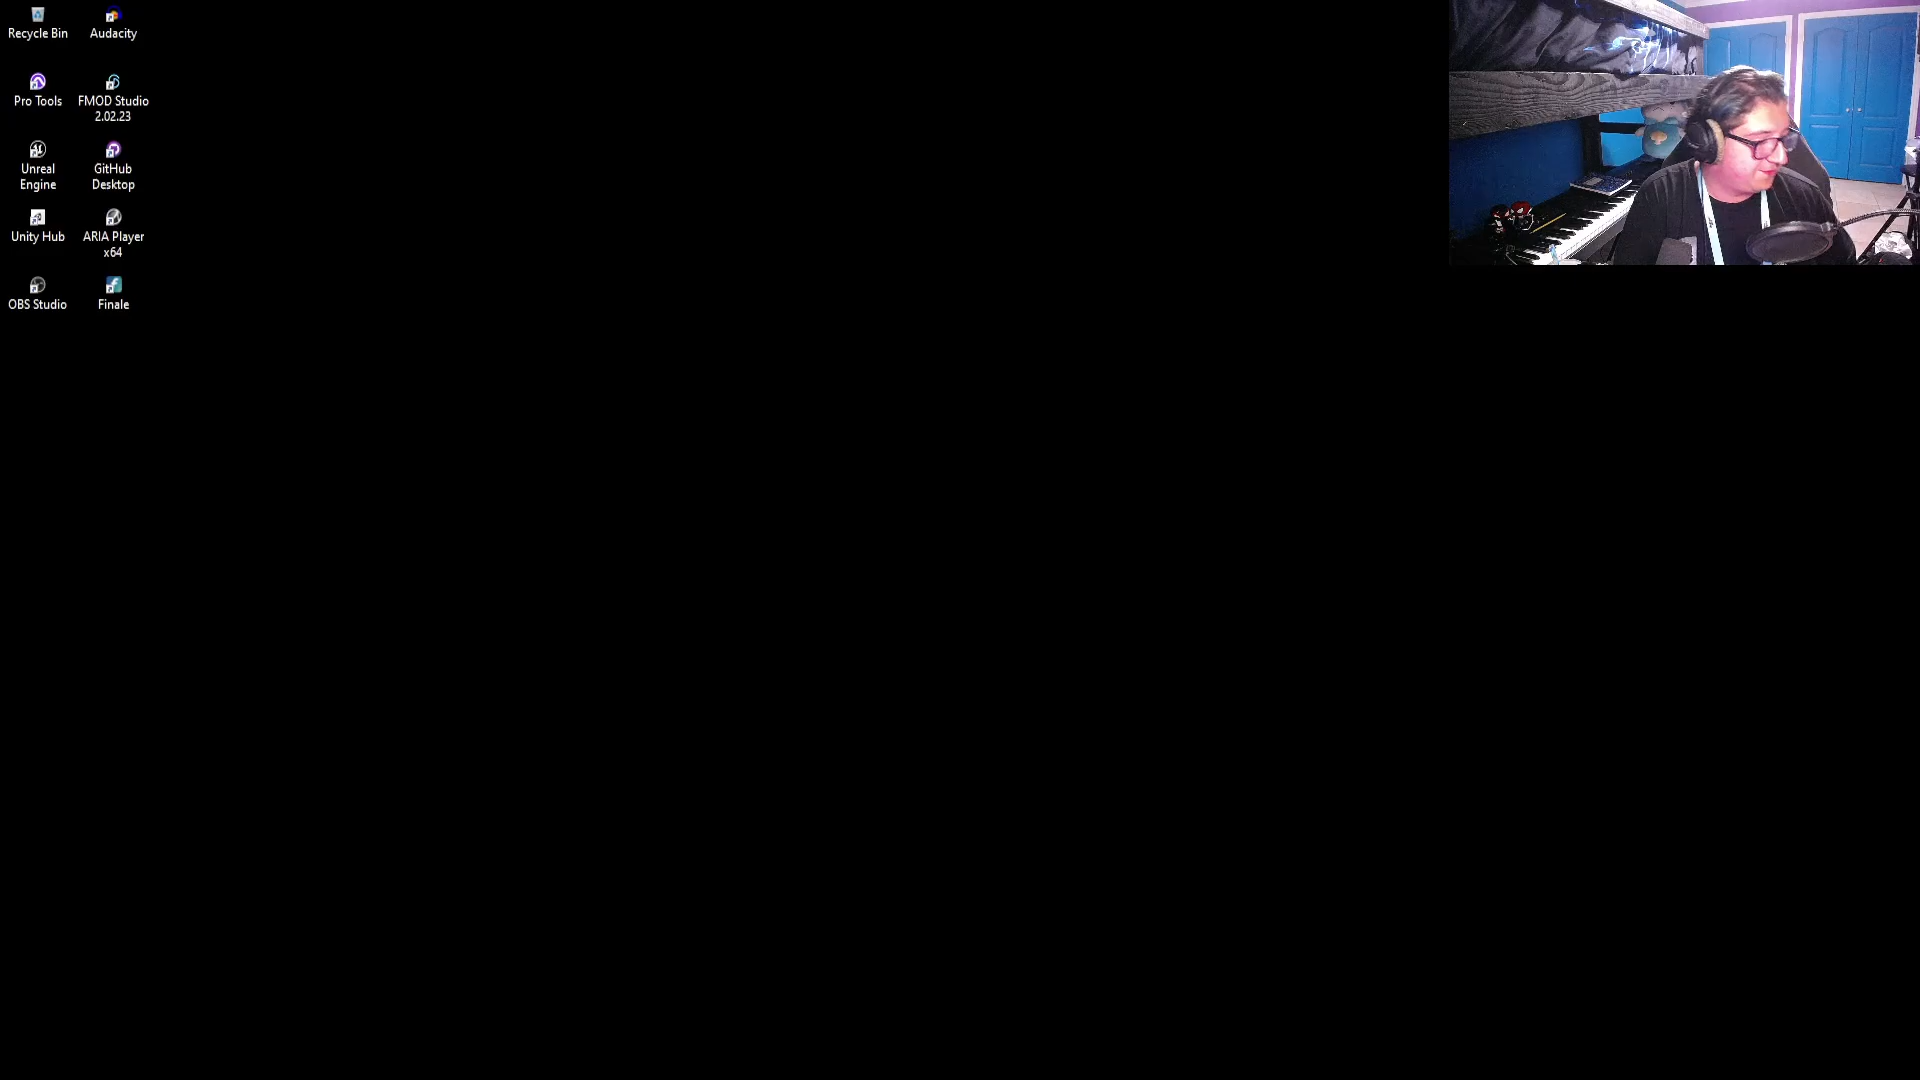 Recycle Bin
Audacity
Pro Tools
FMOD Studio
2.02.23
Unreal
Engine
GitHub
Desktop
Unity Hub
ARIA Player
x64
OBS Studio
Finale